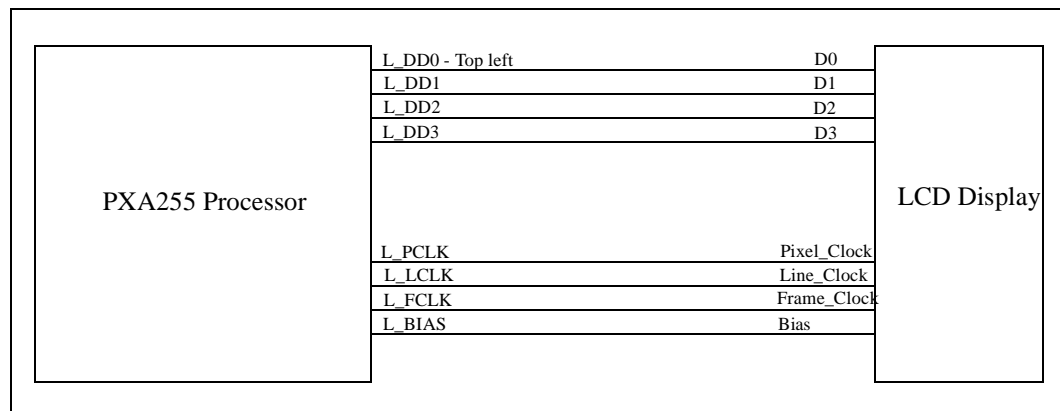 L_DD0 - Top left D0
L_DD1 D1
L_DD2 D2
L_DD3 D3
PXA255 Processor
LCD Display
L_PCLK Pixel_Clock
L_LCLK Line_Clock
L_FCLK Frame_Clock
L_BIAS Bias